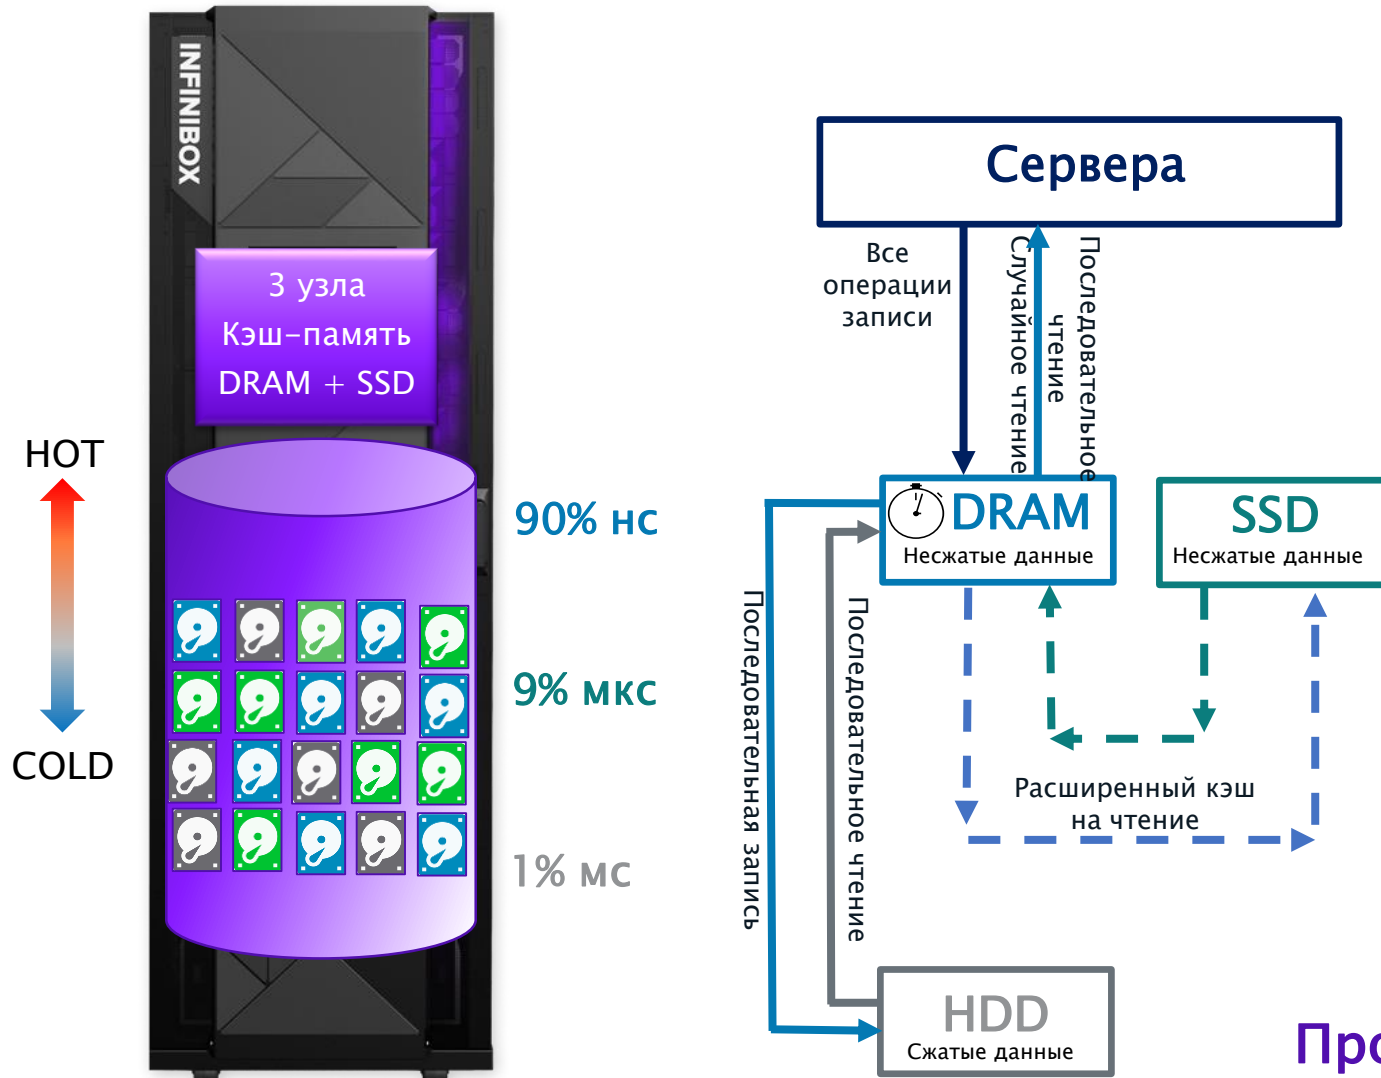 INFINIBOX
3 узла
Кэш-память
DRAM + SSD
HOT
COLD
90% нс
9% мкс
1% мс
Сервера
Все
операции
записи
Случайное чтение
Последовательное
чтение
DRAM
Несжатые данные
SSD
Несжатые данные
Последовательная запись
Последовательное чтение
Расширенный кэш
на чтение
HDD
Сжатые данные